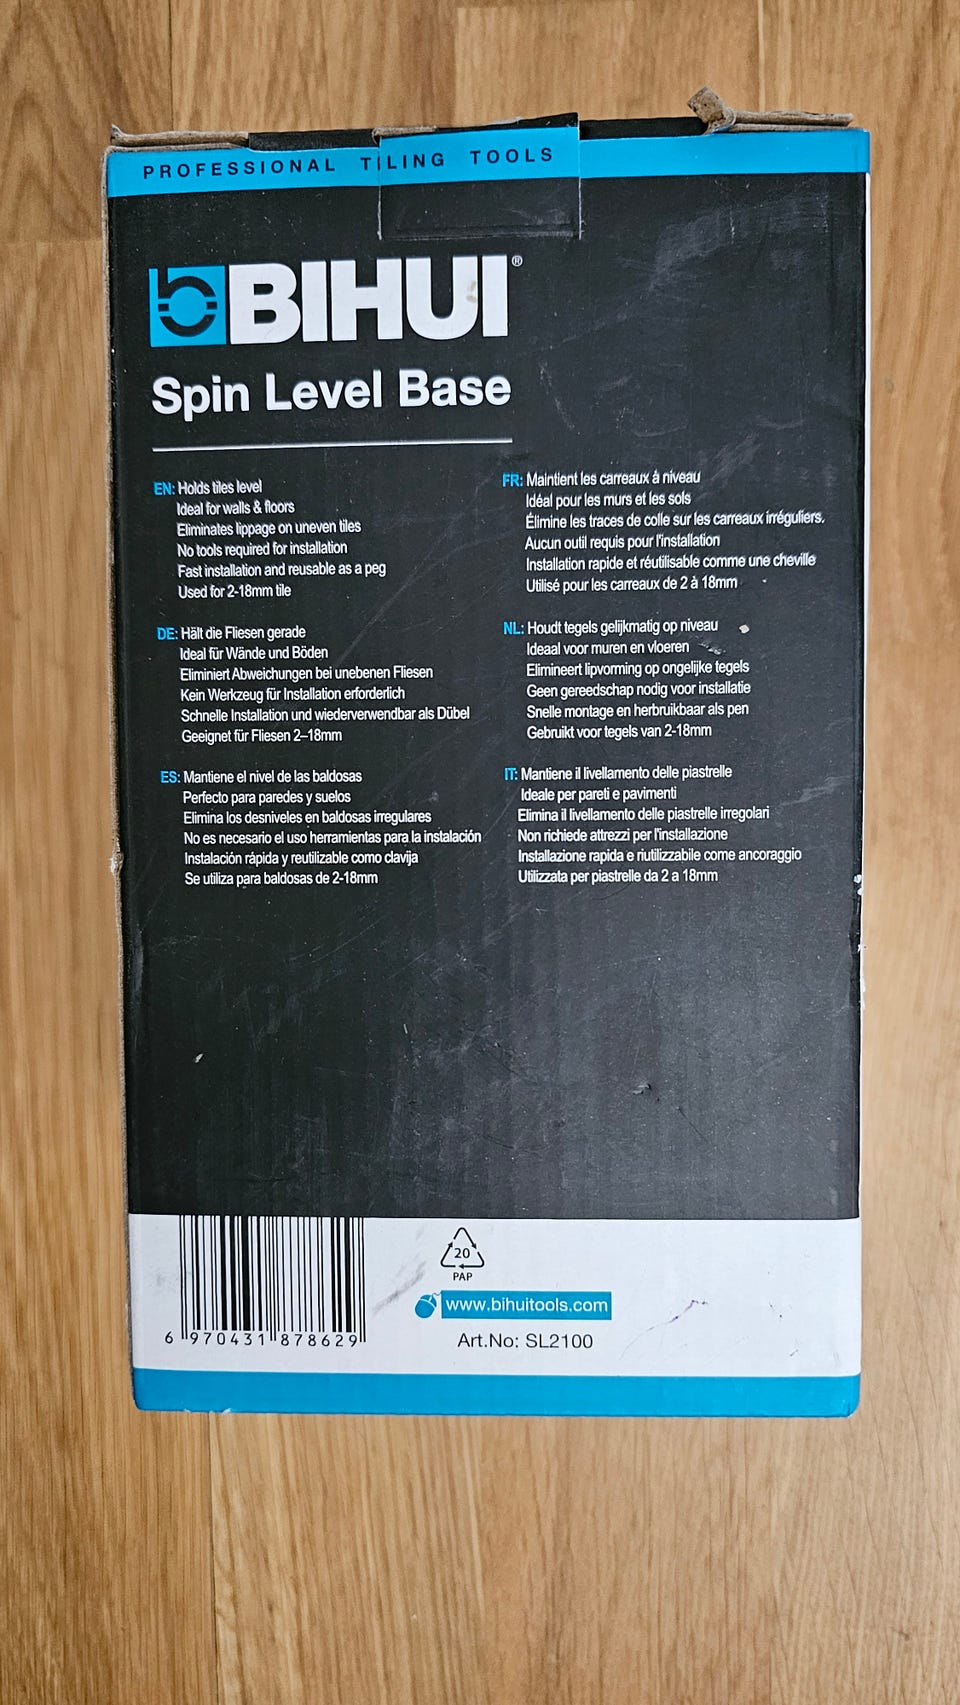 PROFESSIONAL TILING TOOLS
BIHUI®
Spin Level Base
EN: Holds tiles level
Ideal for walls & floors
Eliminates lippage on uneven tiles
No tools required for installation
Fast installation and reusable as a peg
Used for 2-18mm tile
DE: Hält die Fliesen gerade
Ideal für Wände und Böden
Eliminiert Abweichungen bei unebenen Fliesen
Kein Werkzeug für Installation erforderlich
Schnelle Installation und wiederverwendbar als Dübel
Geeignet für Fliesen 2–18mm
ES: Mantiene el nivel de las baldosas
Perfecto para paredes y suelos
Elimina los desniveles en baldosas irregulares
No es necesario el uso herramientas para la instalación
Instalación rápida y reutilizable como clavija
Se utiliza para baldosas de 2-18mm
FR: Maintient les carreaux à niveau
Idéal pour les murs et les sols
Élimine les traces de colle sur les carreaux irréguliers.
Aucun outil requis pour l'installation
Installation rapide et réutilisable comme une cheville
Utilisé pour les carreaux de 2 à 18mm
NL: Houdt tegels gelijkmatig op niveau
Ideaal voor muren en vloeren
Elimineert lipvorming op ongelijke tegels
Geen gereedschap nodig voor installatie
Snelle montage en herbruikbaar als pen
Gebruikt voor tegels van 2-18mm
IT: Mantiene il livellamento delle piastrelle
Ideale per pareti e pavimenti
Elimina il livellamento delle piastrelle irregolari
Non richiede attrezzi per l'installazione
Installazione rapida e riutilizzabile come ancoraggio
Utilizzata per piastrelle da 2 a 18mm
6 970431 878629
20
PAP
www.bihuitools.com
Art.No: SL2100